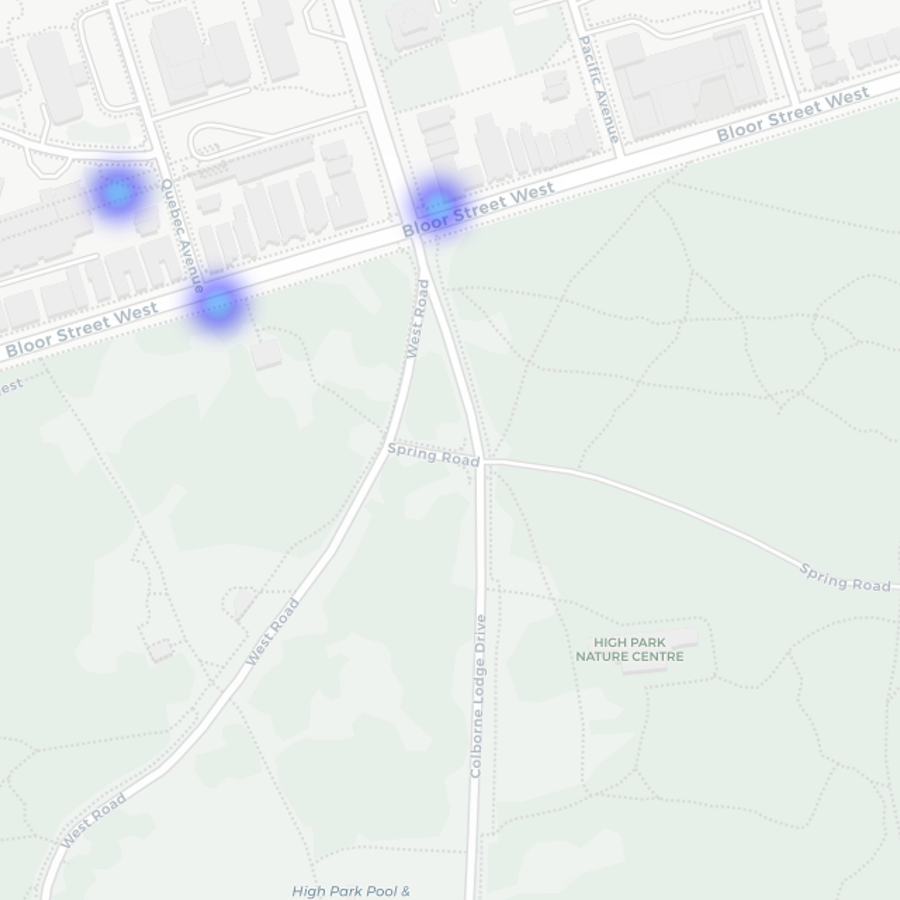 Pacific Avenue
Bloor Street West
Quebec Avenue
Bloor Street West
Bloor Street West
est
West Road
Spring Road
Spring Road
West Road
HIGH PARK
NATURE CENTRE
Colborne Lodge Drive
West Road
High Park Pool &